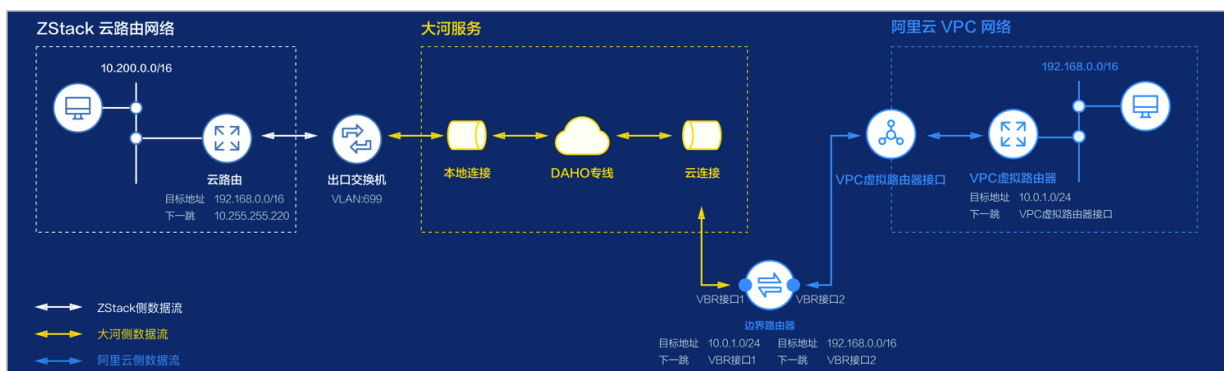 ZStack 云路由网络
大河服务
阿里云 VPC 网络
10.200.0.0/16
192.168.0.0/16
云路由
目标地址 192.168.0.0/16
下一跳 10.255.255.220
出口交换机
VLAN:699
本地连接
DAHO专线
云连接
VPC虚拟路由器接口
VPC虚拟路由器
目标地址 10.0.1.0/24
下一跳 VPC虚拟路由器接口
VBR接口1
VBR接口2
边界路由器
目标地址 10.0.1.0/24 目标地址 192.168.0.0/16
下一跳 VBR接口1 下一跳 VBR接口2
ZStack侧数据流
大河侧数据流
阿里云侧数据流